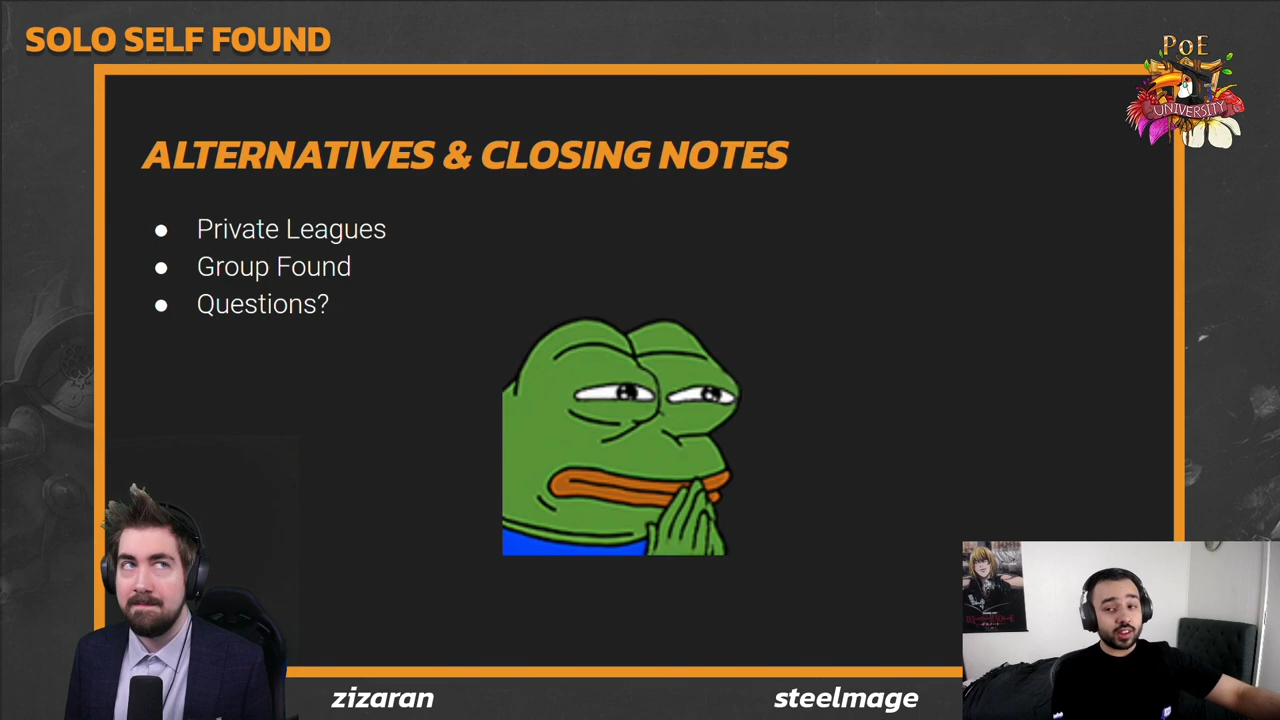 SOLO SELF FOUND
PoE
UNIVERSITY
ALTERNATIVES & CLOSING NOTES
● Private Leagues
● Group Found
● Questions?
zizaran
steelmage